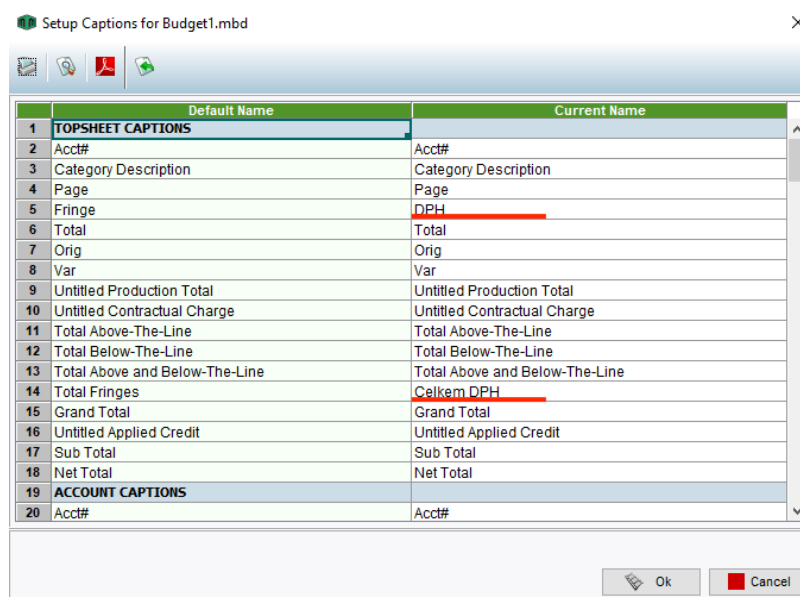 Setup Captions for Budget1.mbd
Default Name Current Name
1 TOPSHEET CAPTIONS
2 Acct# Acct#
3 Category Description Category Description
4 Page Page
5 Fringe DPH
6 Total Total
7 Orig Orig
8 Var Var
9 Untitled Production Total Untitled Production Total
10 Untitled Contractual Charge Untitled Contractual Charge
11 Total Above-The-Line Total Above-The-Line
12 Total Below-The-Line Total Below-The-Line
13 Total Above and Below-The-Line Total Above and Below-The-Line
14 Total Fringes Celkem DPH
15 Grand Total Grand Total
16 Untitled Applied Credit Untitled Applied Credit
17 Sub Total Sub Total
18 Net Total Net Total
19 ACCOUNT CAPTIONS
20 Acct# Acct#
Ok Cancel